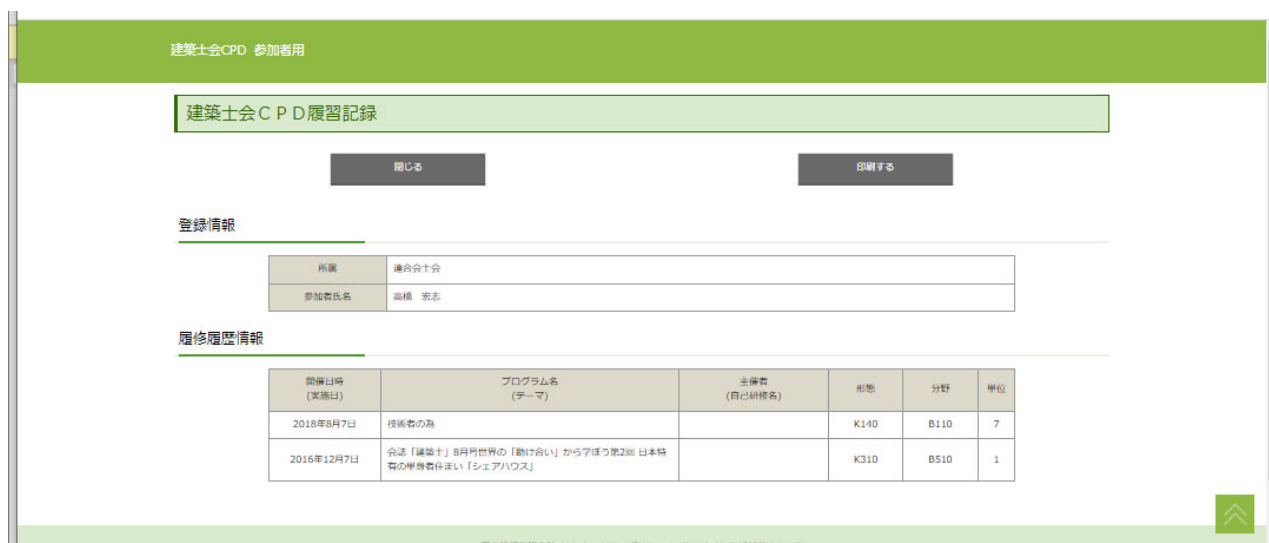 建築士会CPD 参加者用
建築士会ＣＰＤ履習記録
閉じる
印刷する
登録情報
所属 連合会士会
参加者氏名 高橋　宏志
履修履歴情報
開催日時 プログラム名 主催者 形態 分野 単位
(実施日) (テーマ) (自己研修名)
2018年8月7日 技術者の為 K140 B110 7
2016年12月7日 会誌「建築士」8月号世界の「助け合い」から学ぼう第2回 日本特 K310 B510 1
有の単身者住まい「シェアハウス」